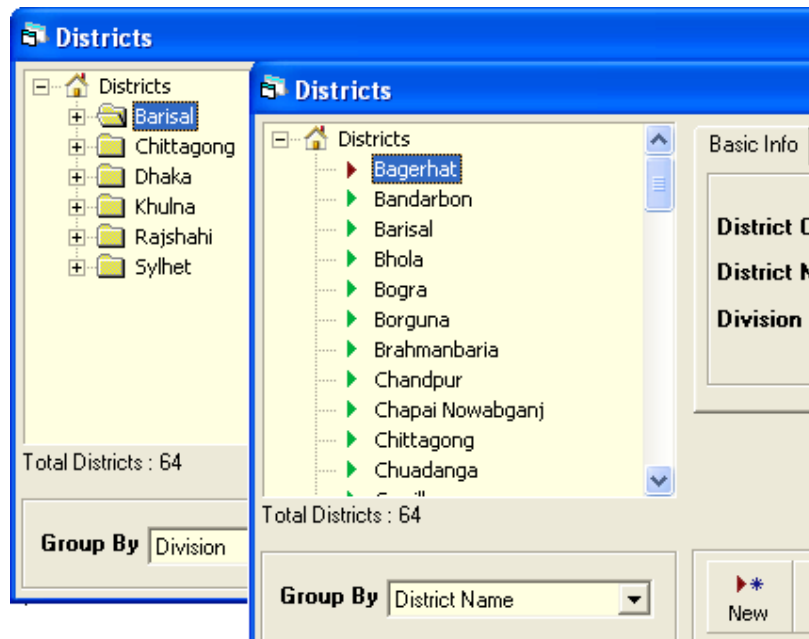 Districts
Districts
Barisal
Chittagong
Dhaka
Khulna
Rajshahi
Sylhet
Total Districts : 64
Group By Division
Districts
Districts
Bagerhat
Bandarbon
Barisal
Bhola
Bogra
Borguna
Brahmanbaria
Chandpur
Chapai Nowabganj
Chittagong
Chuadanga
Total Districts : 64
Group By District Name
Basic Info
District
District
Division
New